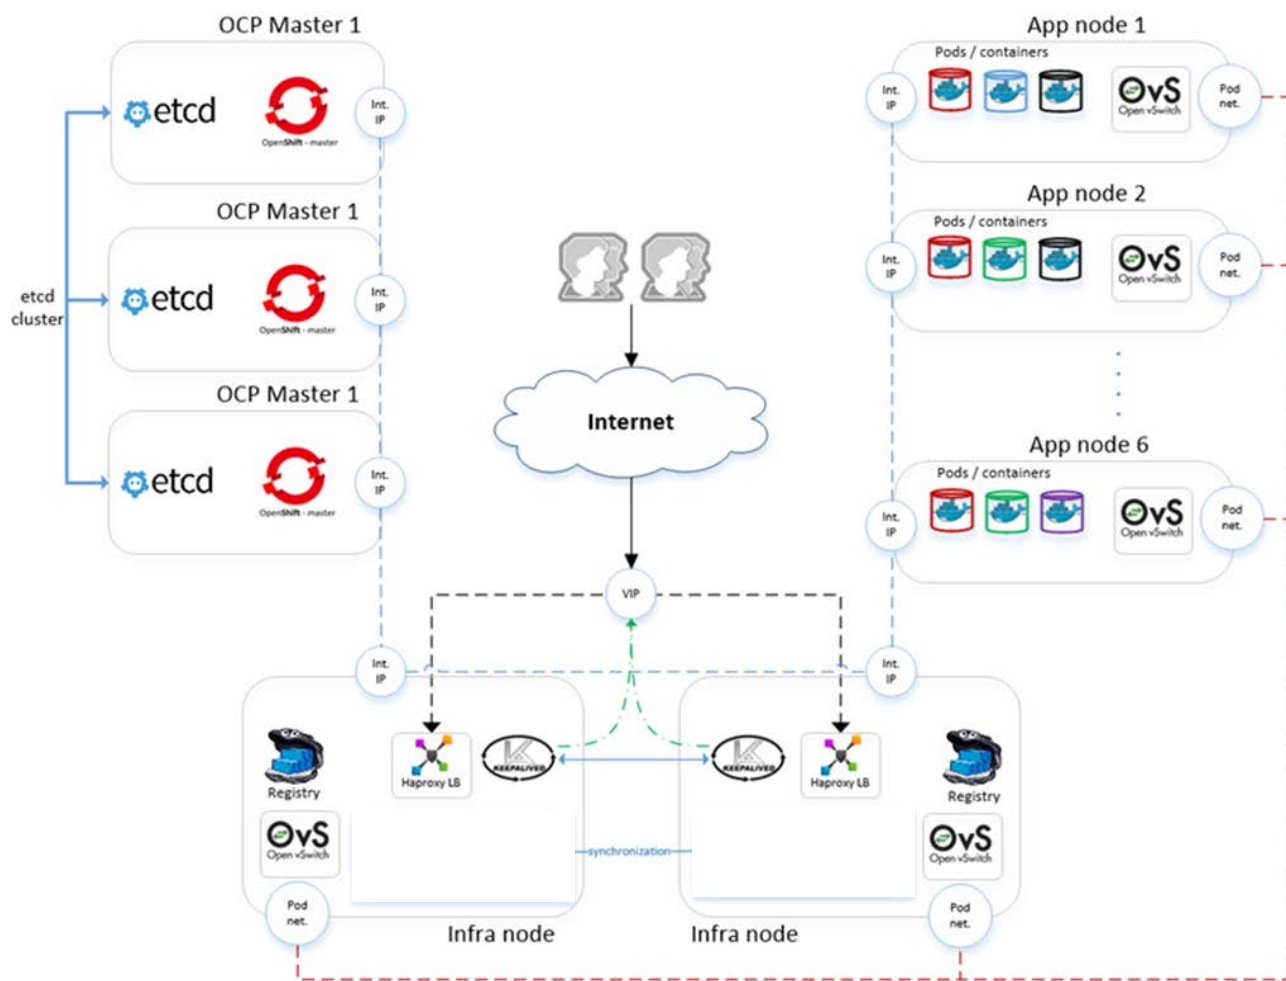 OCP Master 1
etcd
OpenShift - master
Int.
IP
OCP Master 1
etcd
OpenShift - master
Int.
IP
etcd
cluster
OCP Master 1
etcd
OpenShift - master
Int.
IP
Internet
VIP
App node 1
Pods / containers
Int.
IP
OvS
Open vSwitch
Pod
net.
App node 2
Pods / containers
Int.
IP
OvS
Open vSwitch
Pod
net.
App node 6
Pods / containers
Int.
IP
OvS
Open vSwitch
Pod
net.
Int.
IP
Registry
Haproxy LB
KEEPALIVED
OvS
Open vSwitch
Pod
net.
Infra node
synchronization
Int.
IP
KEEPALIVED
Haproxy LB
Registry
OvS
Open vSwitch
Pod
net.
Infra node